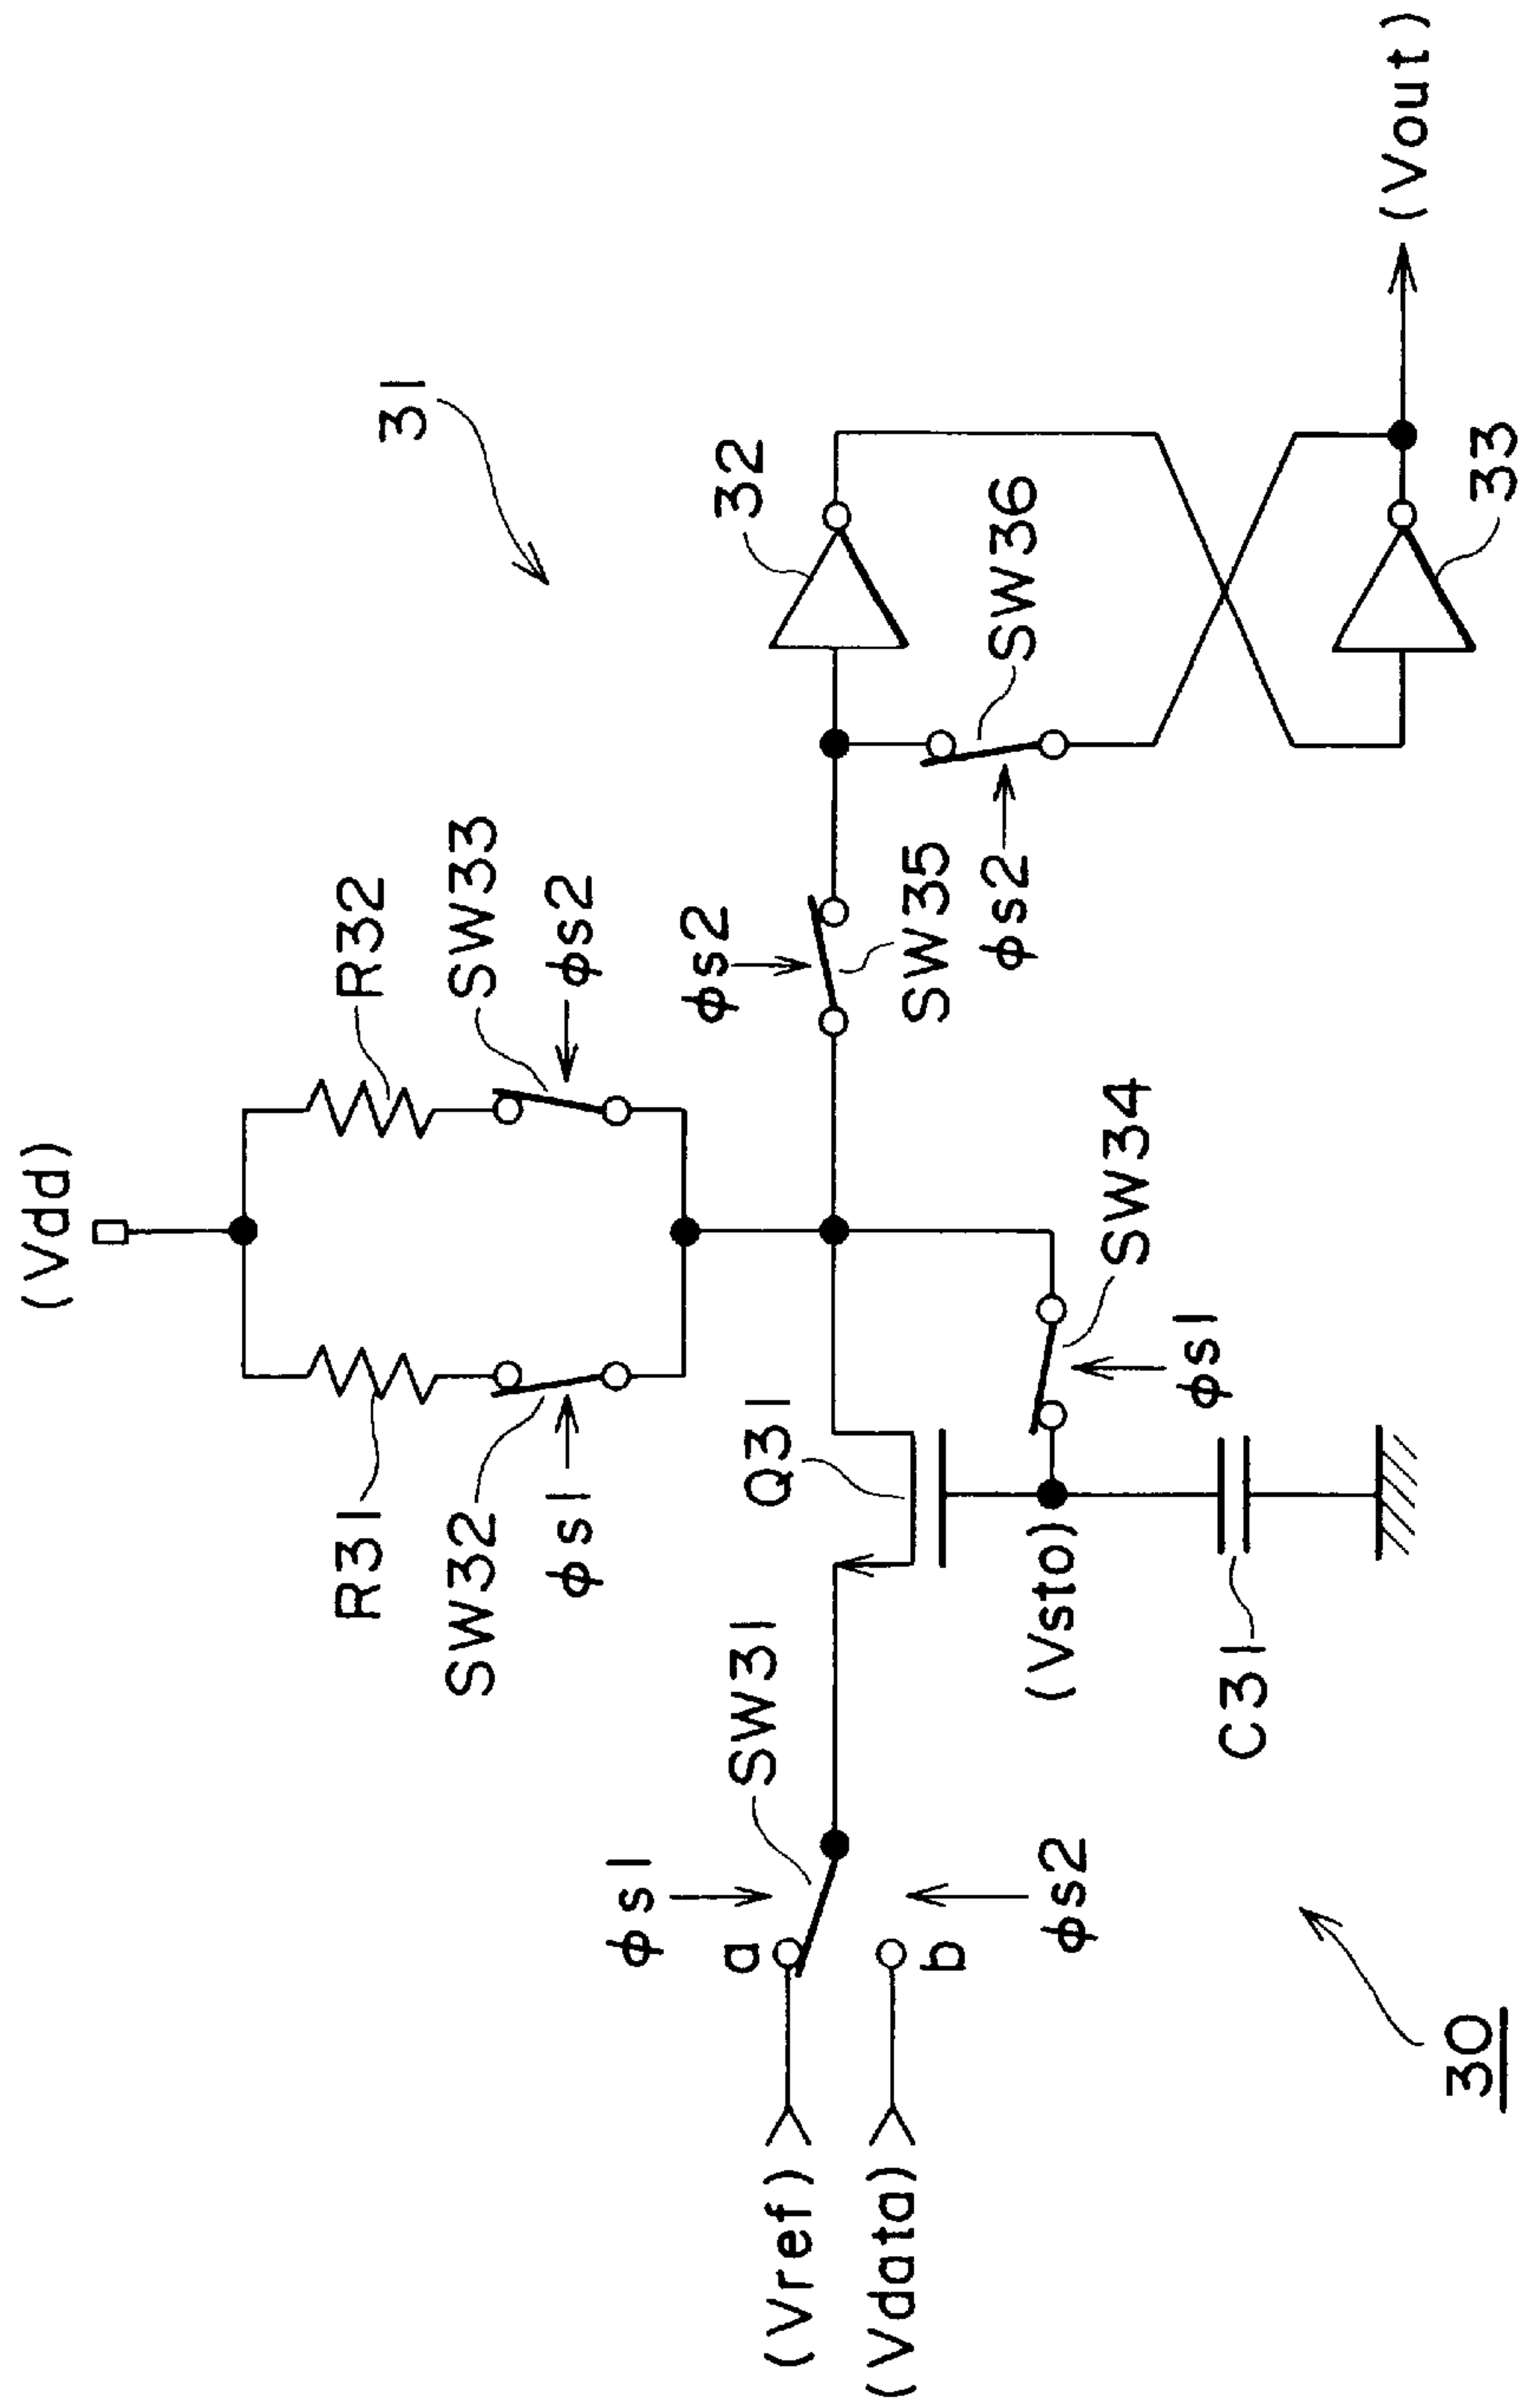 (Vdd)
R31
R32
SW32
SW33
φs1
φs2
31
φs1
SW31
Q31
φs2
32
a
(Vref)
b
(Vdata)
φs2
SW35
φs2
SW36
(Vsto)
SW34
φs1
C31
(Vout)
30
33